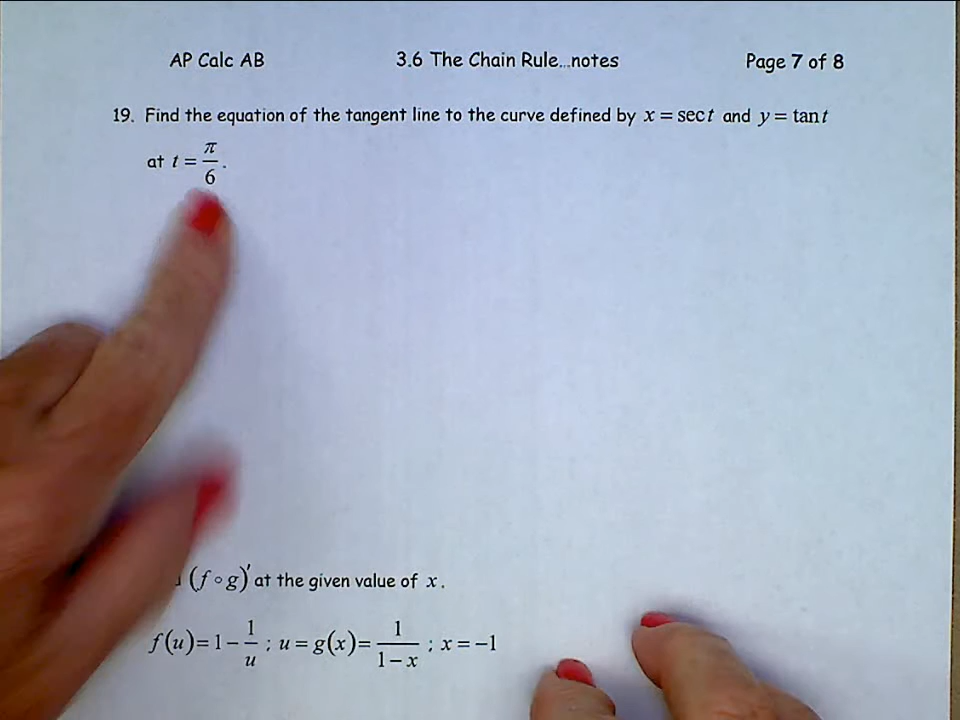 AP Calc AB 3.6 The Chain Rule...notes Page 7 of 8
19. Find the equation of the tangent line to the curve defined by x = sec t and y = tan t
at t = π/6.
(f∘g)′ at the given value of x.
f(u)=1−1/u ; u=g(x)=1/(1−x) ; x=−1